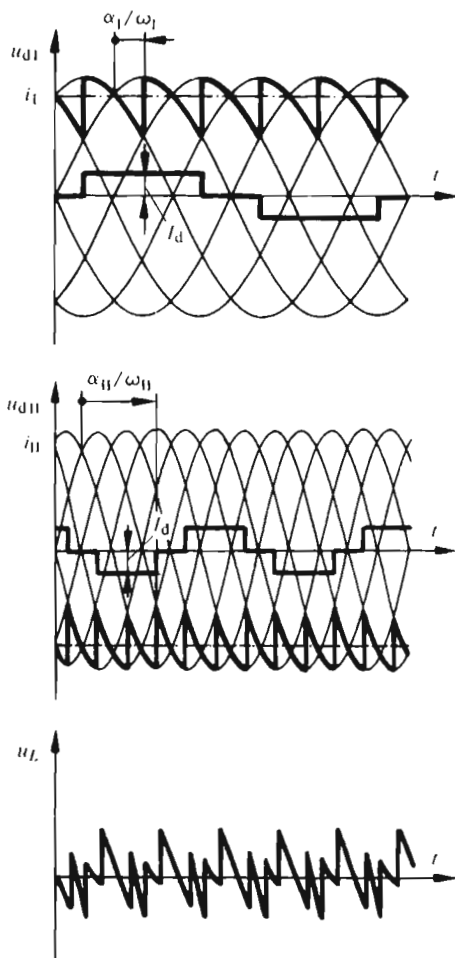 α_I/ω_I
u_dI
i_I
t
I_d
α_II/ω_II
u_dII
i_II
I_d
t
u_L
t